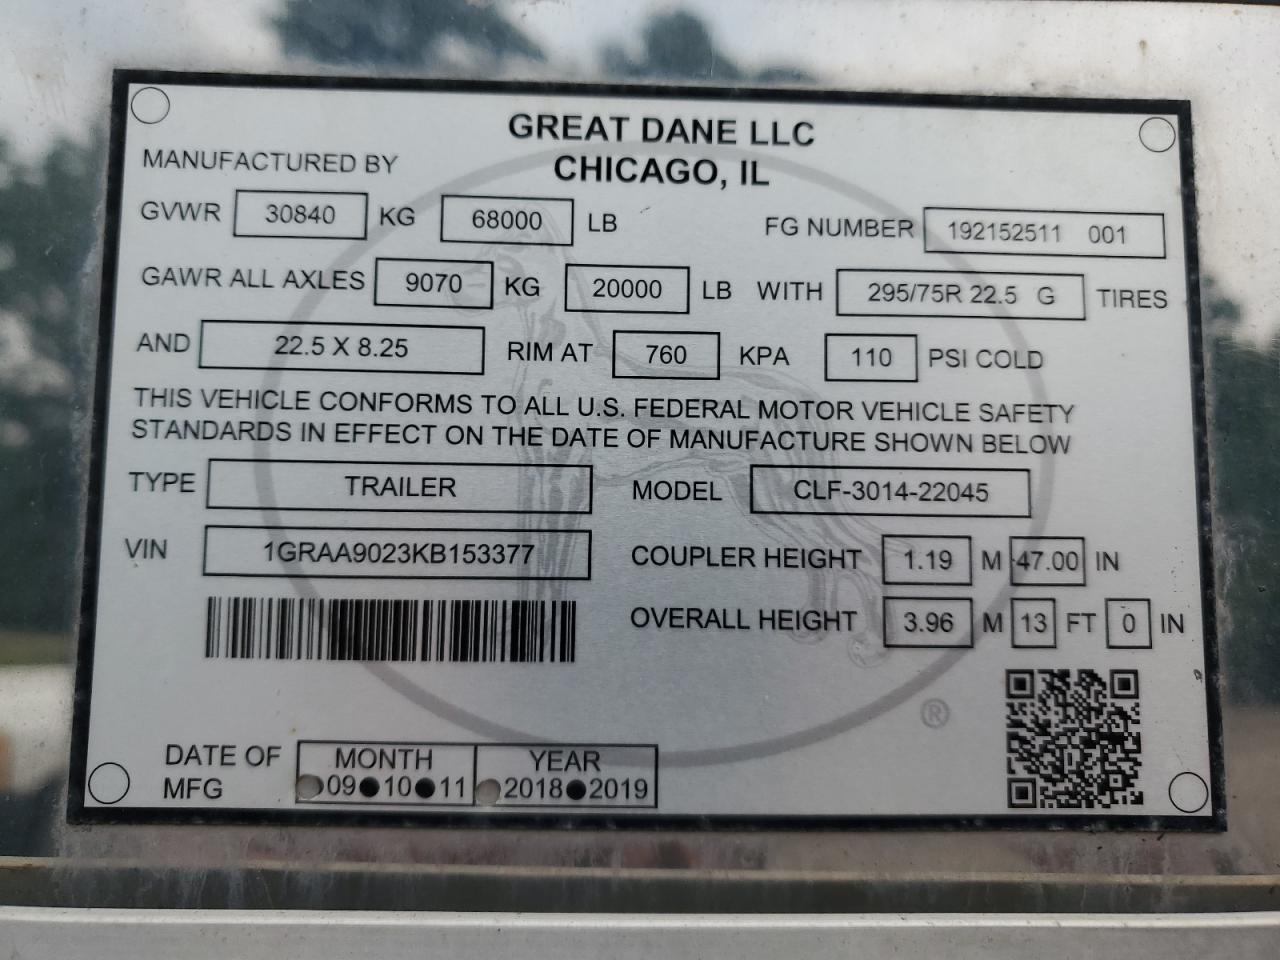 GREAT DANE LLC
MANUFACTURED BY CHICAGO, IL
GVWR 30840 KG 68000 LB FG NUMBER 192152511 001
GAWR ALL AXLES 9070 KG 20000 LB WITH 295/75R 22.5 G TIRES
AND 22.5 X 8.25 RIM AT 760 KPA 110 PSI COLD
THIS VEHICLE CONFORMS TO ALL U.S. FEDERAL MOTOR VEHICLE SAFETY
STANDARDS IN EFFECT ON THE DATE OF MANUFACTURE SHOWN BELOW
TYPE TRAILER MODEL CLF-3014-22045
VIN 1GRAA9023KB153377 COUPLER HEIGHT 1.19 M 47.00 IN
OVERALL HEIGHT 3.96 M 13 FT 0 IN
®
DATE OF MFG MONTH YEAR
09 10 11 2018 2019